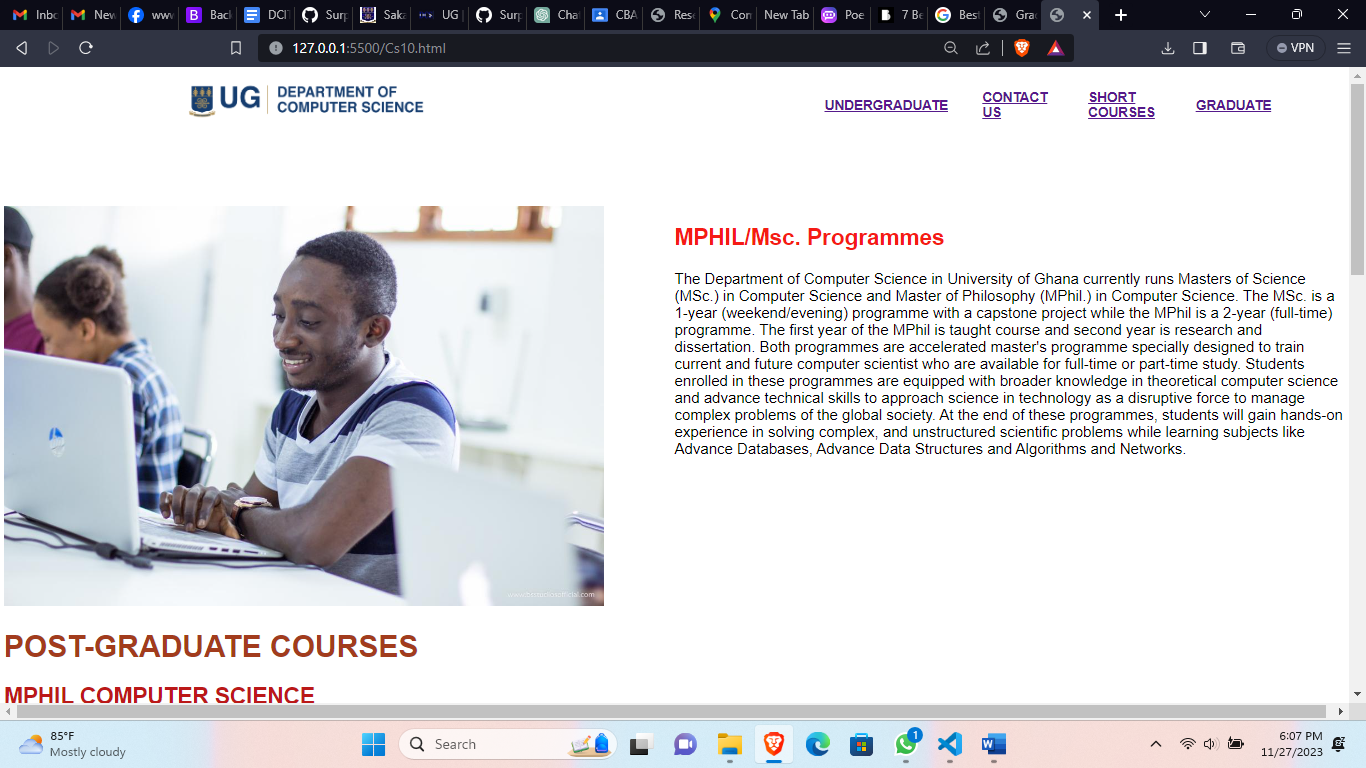 Inbo
New
www
Back
DCIT
Surp
Saka
UG |
Surp
Cha
CBA
Rese
Con
New Tab
Poe
7 Be
Best
Grac
127.0.0.1:5500/Cs10.html
VPN
UG DEPARTMENT OF
COMPUTER SCIENCE
UNDERGRADUATE
CONTACT
US
SHORT
COURSES
GRADUATE
MPHIL/Msc. Programmes
The Department of Computer Science in University of Ghana currently runs Masters of Science
(MSc.) in Computer Science and Master of Philosophy (MPhil.) in Computer Science. The MSc. is a
1-year (weekend/evening) programme with a capstone project while the MPhil is a 2-year (full-time)
programme. The first year of the MPhil is taught course and second year is research and
dissertation. Both programmes are accelerated master's programme specially designed to train
current and future computer scientist who are available for full-time or part-time study. Students
enrolled in these programmes are equipped with broader knowledge in theoretical computer science
and advance technical skills to approach science in technology as a disruptive force to manage
complex problems of the global society. At the end of these programmes, students will gain hands-on
experience in solving complex, and unstructured scientific problems while learning subjects like
Advance Databases, Advance Data Structures and Algorithms and Networks.
POST-GRADUATE COURSES
MPHIL COMPUTER SCIENCE
85°F
Mostly cloudy
Search
1
6:07 PM
11/27/2023